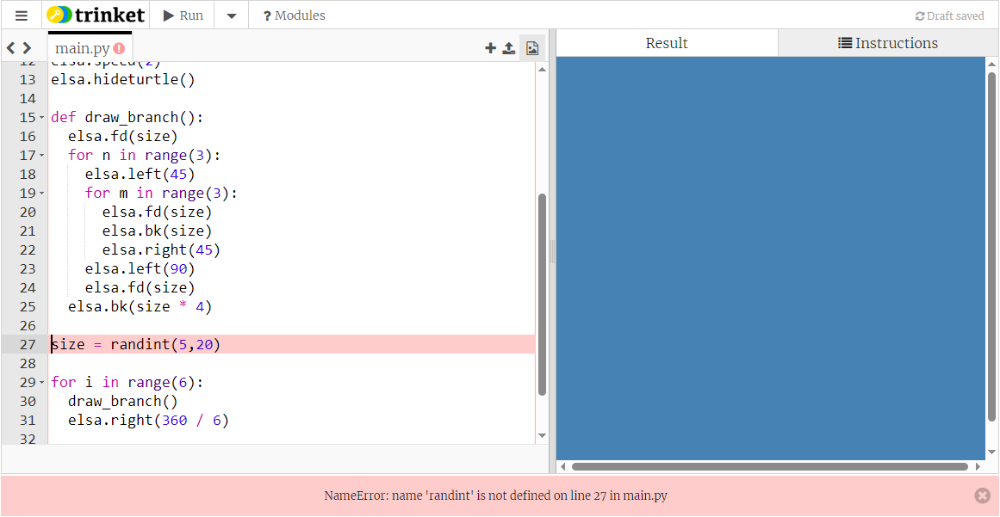 trinket Run ? Modules Draft saved
main.py
Result Instructions
12 elsa.speed(2)
13 elsa.hideturtle()
14
15 def draw_branch():
16 elsa.fd(size)
17 for n in range(3):
18 elsa.left(45)
19 for m in range(3):
20 elsa.fd(size)
21 elsa.bk(size)
22 elsa.right(45)
23 elsa.left(90)
24 elsa.fd(size)
25 elsa.bk(size * 4)
26
27 size = randint(5,20)
28
29 for i in range(6):
30 draw_branch()
31 elsa.right(360 / 6)
32
NameError: name 'randint' is not defined on line 27 in main.py